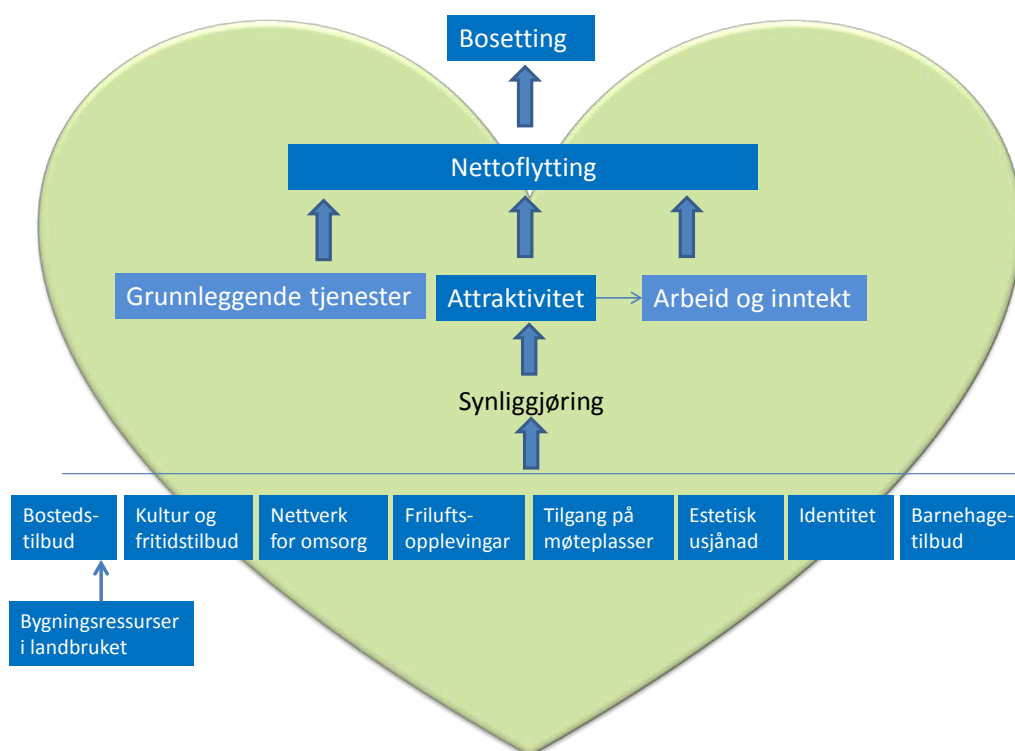 Bosetting
Nettoflytting
Grunnleggende tjenester
Attraktivitet
Arbeid og inntekt
Synliggjøring
Bosteds-
tilbud
Kultur og
fritidstilbud
Nettverk
for omsorg
Frilufts-
opplevingar
Tilgang på
møteplasser
Estetisk
usjånad
Identitet
Barnehage-
tilbud
Bygningsressurser
i landbruket